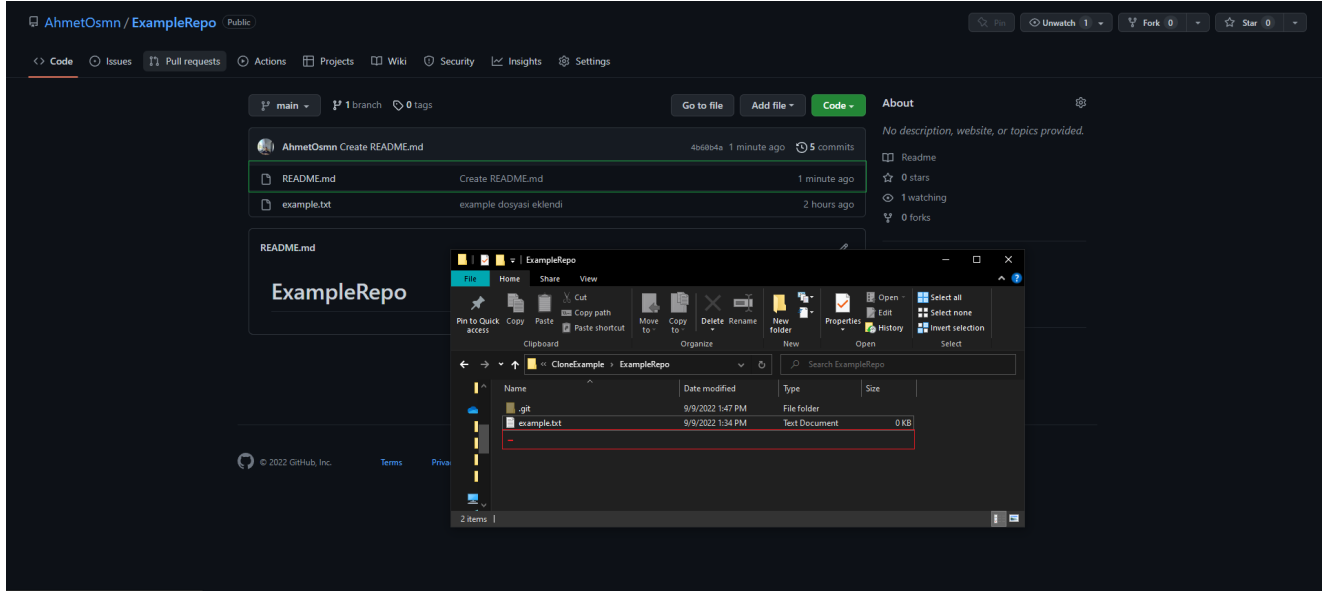 AhmetOsmn / ExampleRepo Public
Pin Unwatch 1 Fork 0 Star 0
Code Issues Pull requests Actions Projects Wiki Security Insights Settings
main 1 branch 0 tags Go to file Add file Code
AhmetOsmn Create README.md 4b60b4a 1 minute ago 5 commits
README.md Create README.md 1 minute ago
example.txt example dosyasi eklendi 2 hours ago
About
No description, website, or topics provided.
Readme
0 stars
1 watching
0 forks
README.md
ExampleRepo
© 2022 GitHub, Inc. Terms
ExampleRepo
File Home Share View
Pin to Quick access
Copy
Paste
Cut
Copy path
Paste shortcut
Clipboard
Move to
Copy to
Delete
Rename
Organize
New folder
New
Properties
Open
Edit
History
Open
Select all
Select none
Invert selection
Select
« CloneExample › ExampleRepo
Search ExampleRepo
Name Date modified Type Size
.git 9/9/2022 1:47 PM File folder
example.txt 9/9/2022 1:34 PM Text Document 0 KB
-
2 items